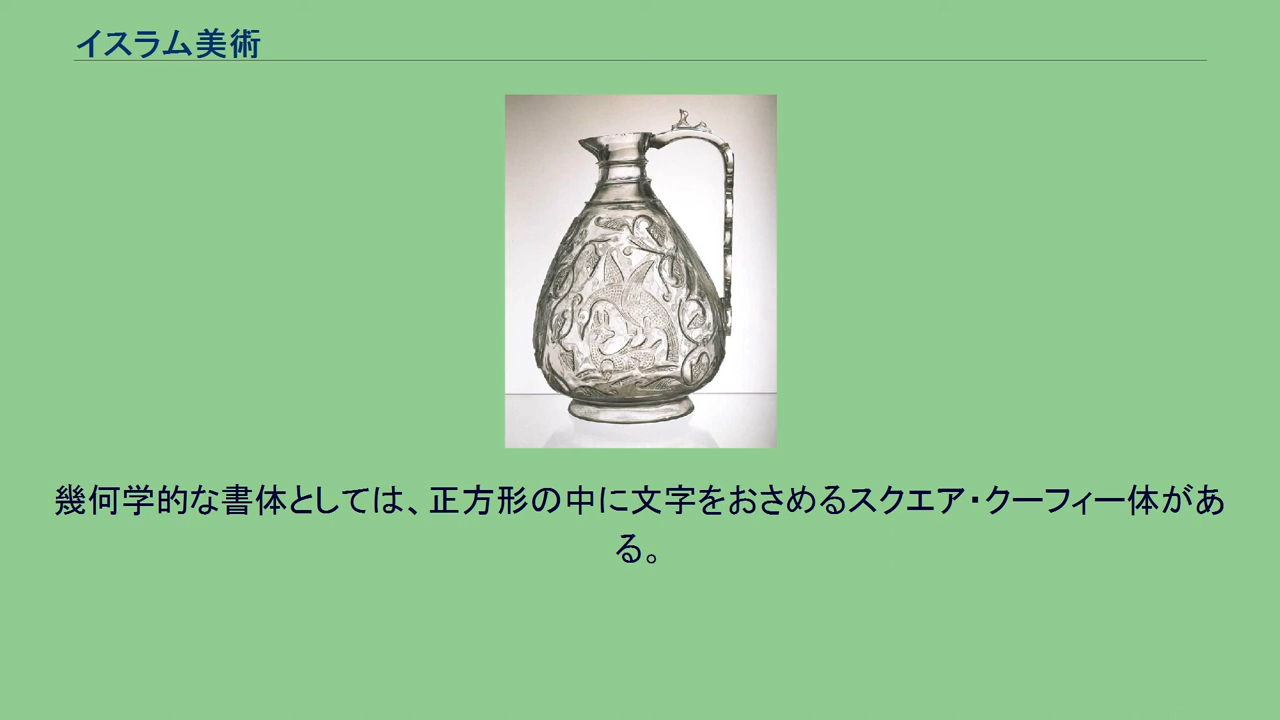 イスラム美術
幾何学的な書体としては、正方形の中に文字をおさめるスクエア・クーフィー体があ
る。